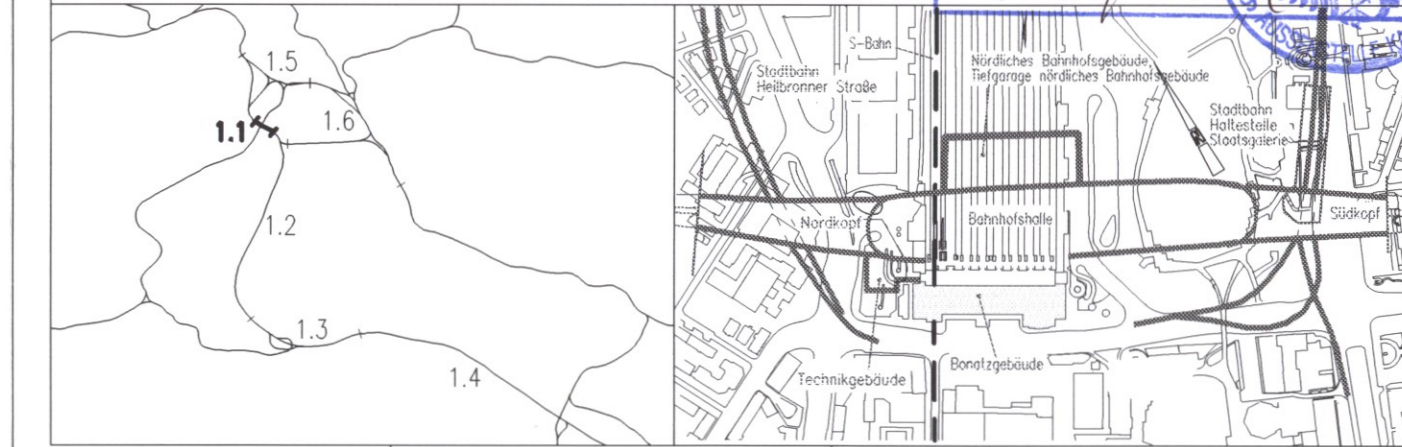 1.5
1.1
1.6
1.2
1.3
1.4
S-Bahn
Stadtbahn
Heilbronner Straße
Nördliches Bahnhofsgebäude,
Tiefgarage nördliches Bahnhofsgebäude
Stadtbahn
Haltestelle
Staatsgalerie
Nordkopf
Bahnhofshalle
Südkopf
Technikgebäude
Bonatzgebäude